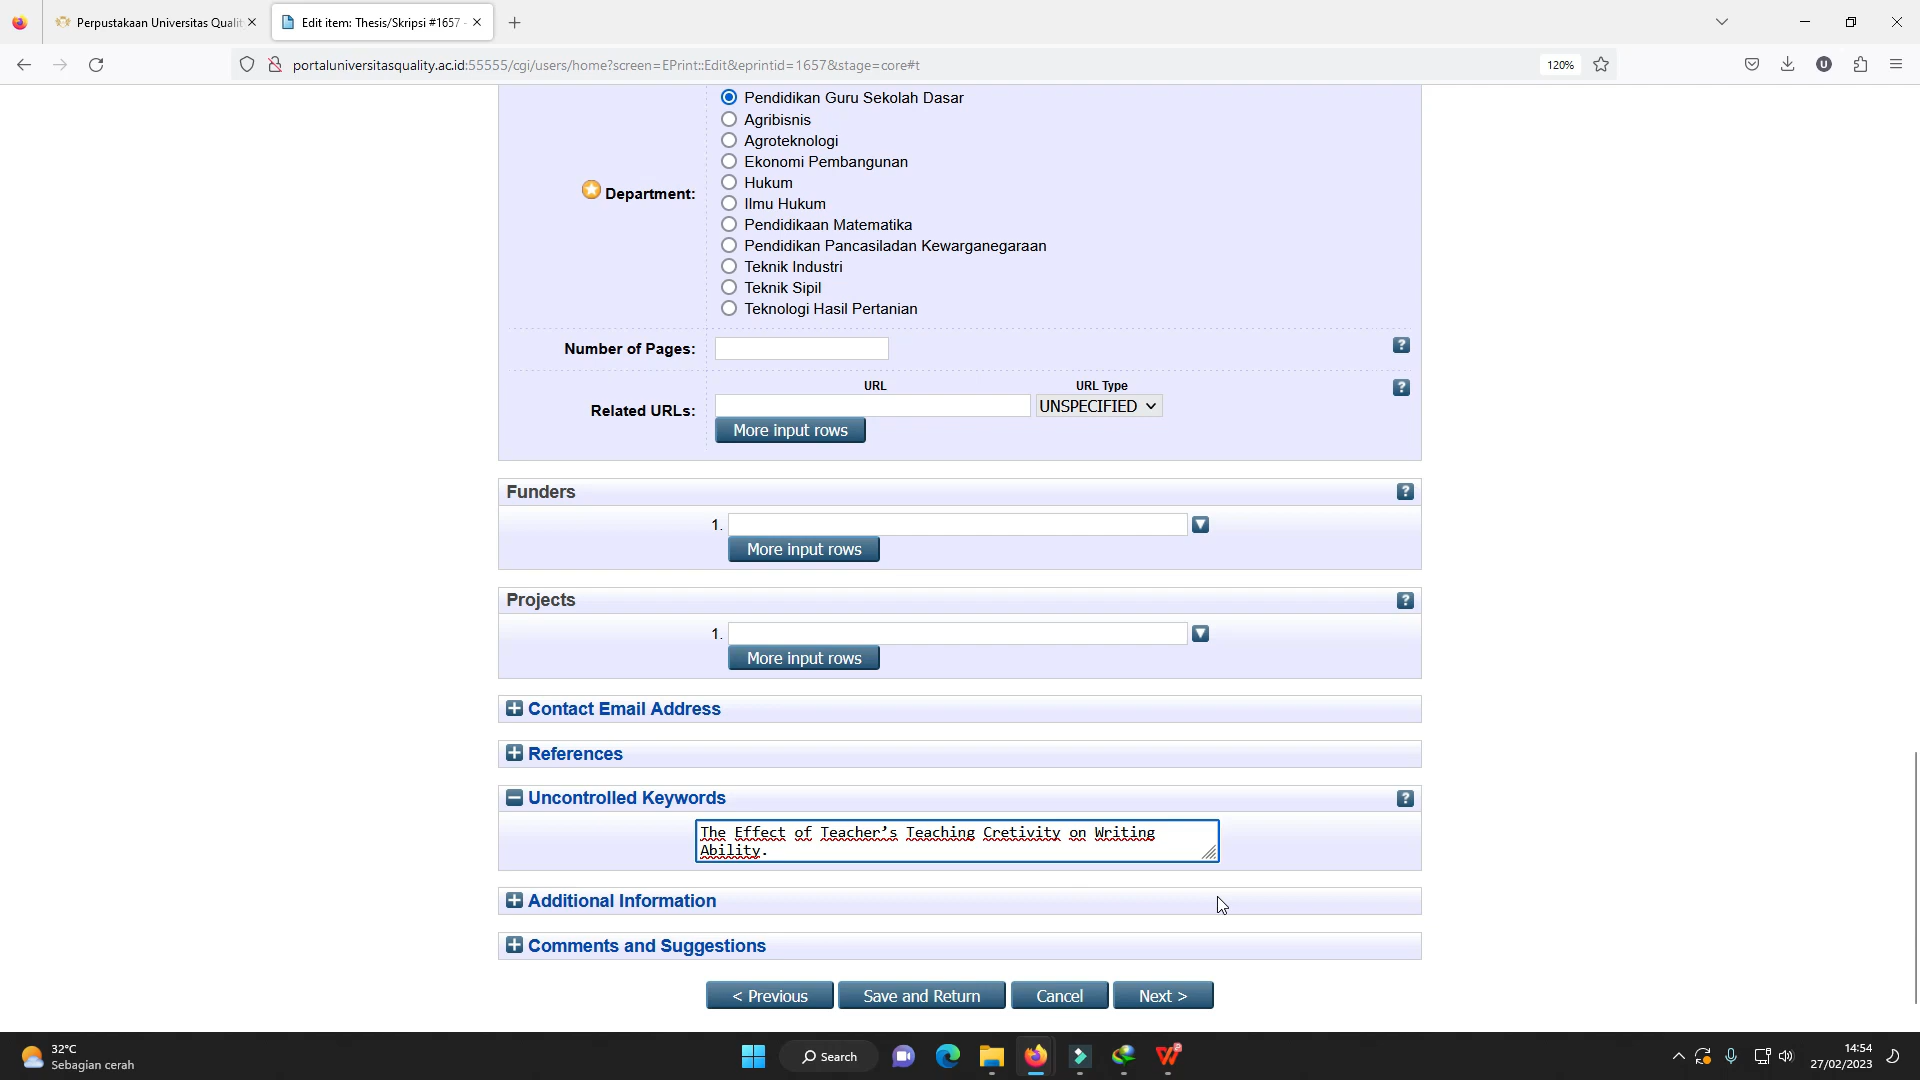 Perpustakaan Universitas Qualit
Edit item: Thesis/Skripsi #1657 -
portaluniversitasquality.ac.id:55555/cgi/users/home?screen=EPrint::Edit&eprintid=1657&stage=core#t
120%
U
Pendidikan Guru Sekolah Dasar
Agribisnis
Agroteknologi
Ekonomi Pembangunan
Department:
Hukum
Ilmu Hukum
Pendidikaan Matematika
Pendidikan Pancasiladan Kewarganegaraan
Teknik Industri
Teknik Sipil
Teknologi Hasil Pertanian
Number of Pages:
?
URL
URL Type
?
Related URLs:
UNSPECIFIED
More input rows
Funders
?
1.
More input rows
Projects
?
1.
More input rows
Contact Email Address
References
Uncontrolled Keywords
?
The Effect of Teacher’s Teaching Cretivity on Writing
Ability.
Additional Information
Comments and Suggestions
< Previous
Save and Return
Cancel
Next >
32°C
Sebagian cerah
Search
14:54
27/02/2023